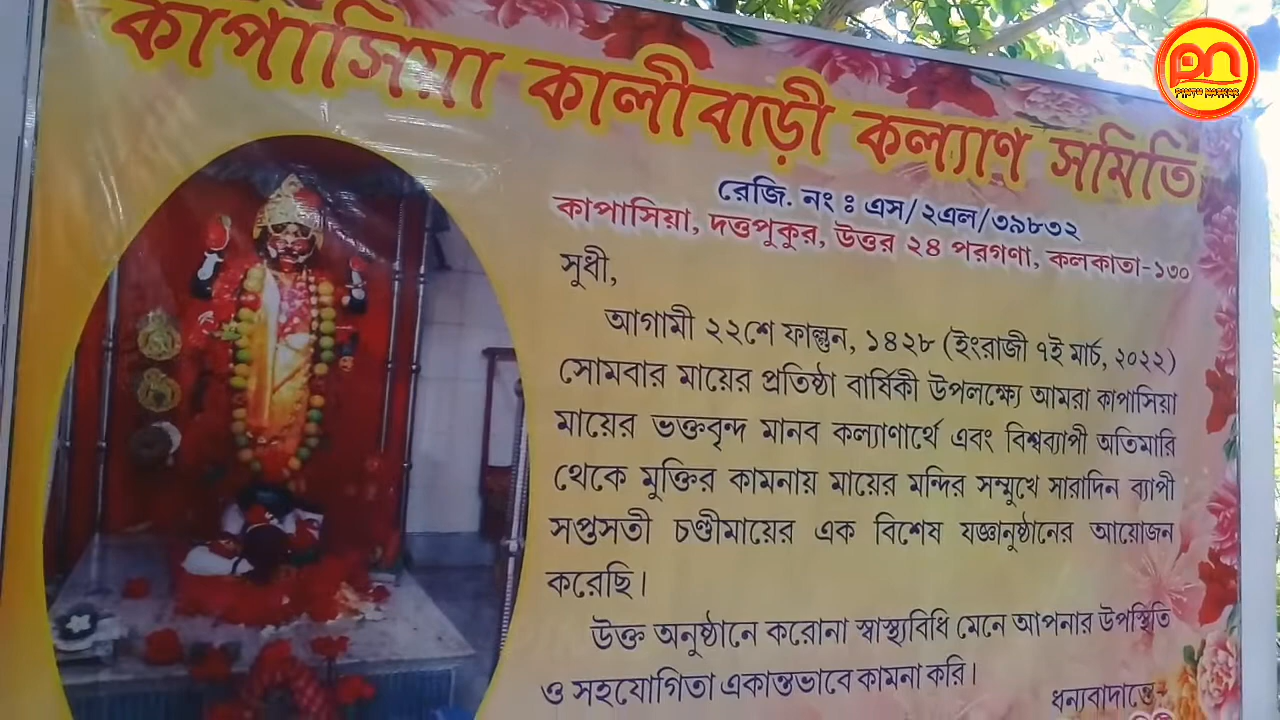 কাপাসিয়া কালীবাড়ী কল্যাণ সমিতি
রেজি. নং ঃ এস/২এল/৩৯৮৩২
কাপাসিয়া, দত্তপুকুর, উত্তর ২৪ পরগণা, কলকাতা-১৩০
সুধী,
আগামী ২২শে ফাল্গুন, ১৪২৮ (ইংরাজী ৭ই মার্চ, ২০২২)
সোমবার মায়ের প্রতিষ্ঠা বার্ষিকী উপলক্ষ্যে আমরা কাপাসিয়া
মায়ের ভক্তবৃন্দ মানব কল্যাণার্থে এবং বিশ্বব্যাপী অতিমারি
থেকে মুক্তির কামনায় মায়ের মন্দির সম্মুখে সারাদিন ব্যাপী
সপ্তসতী চণ্ডীমায়ের এক বিশেষ যজ্ঞানুষ্ঠানের আয়োজন
করেছি।
উক্ত অনুষ্ঠানে করোনা স্বাস্থ্যবিধি মেনে আপনার উপস্থিতি
ও সহযোগিতা একান্তভাবে কামনা করি।
ধন্যবাদান্তে-